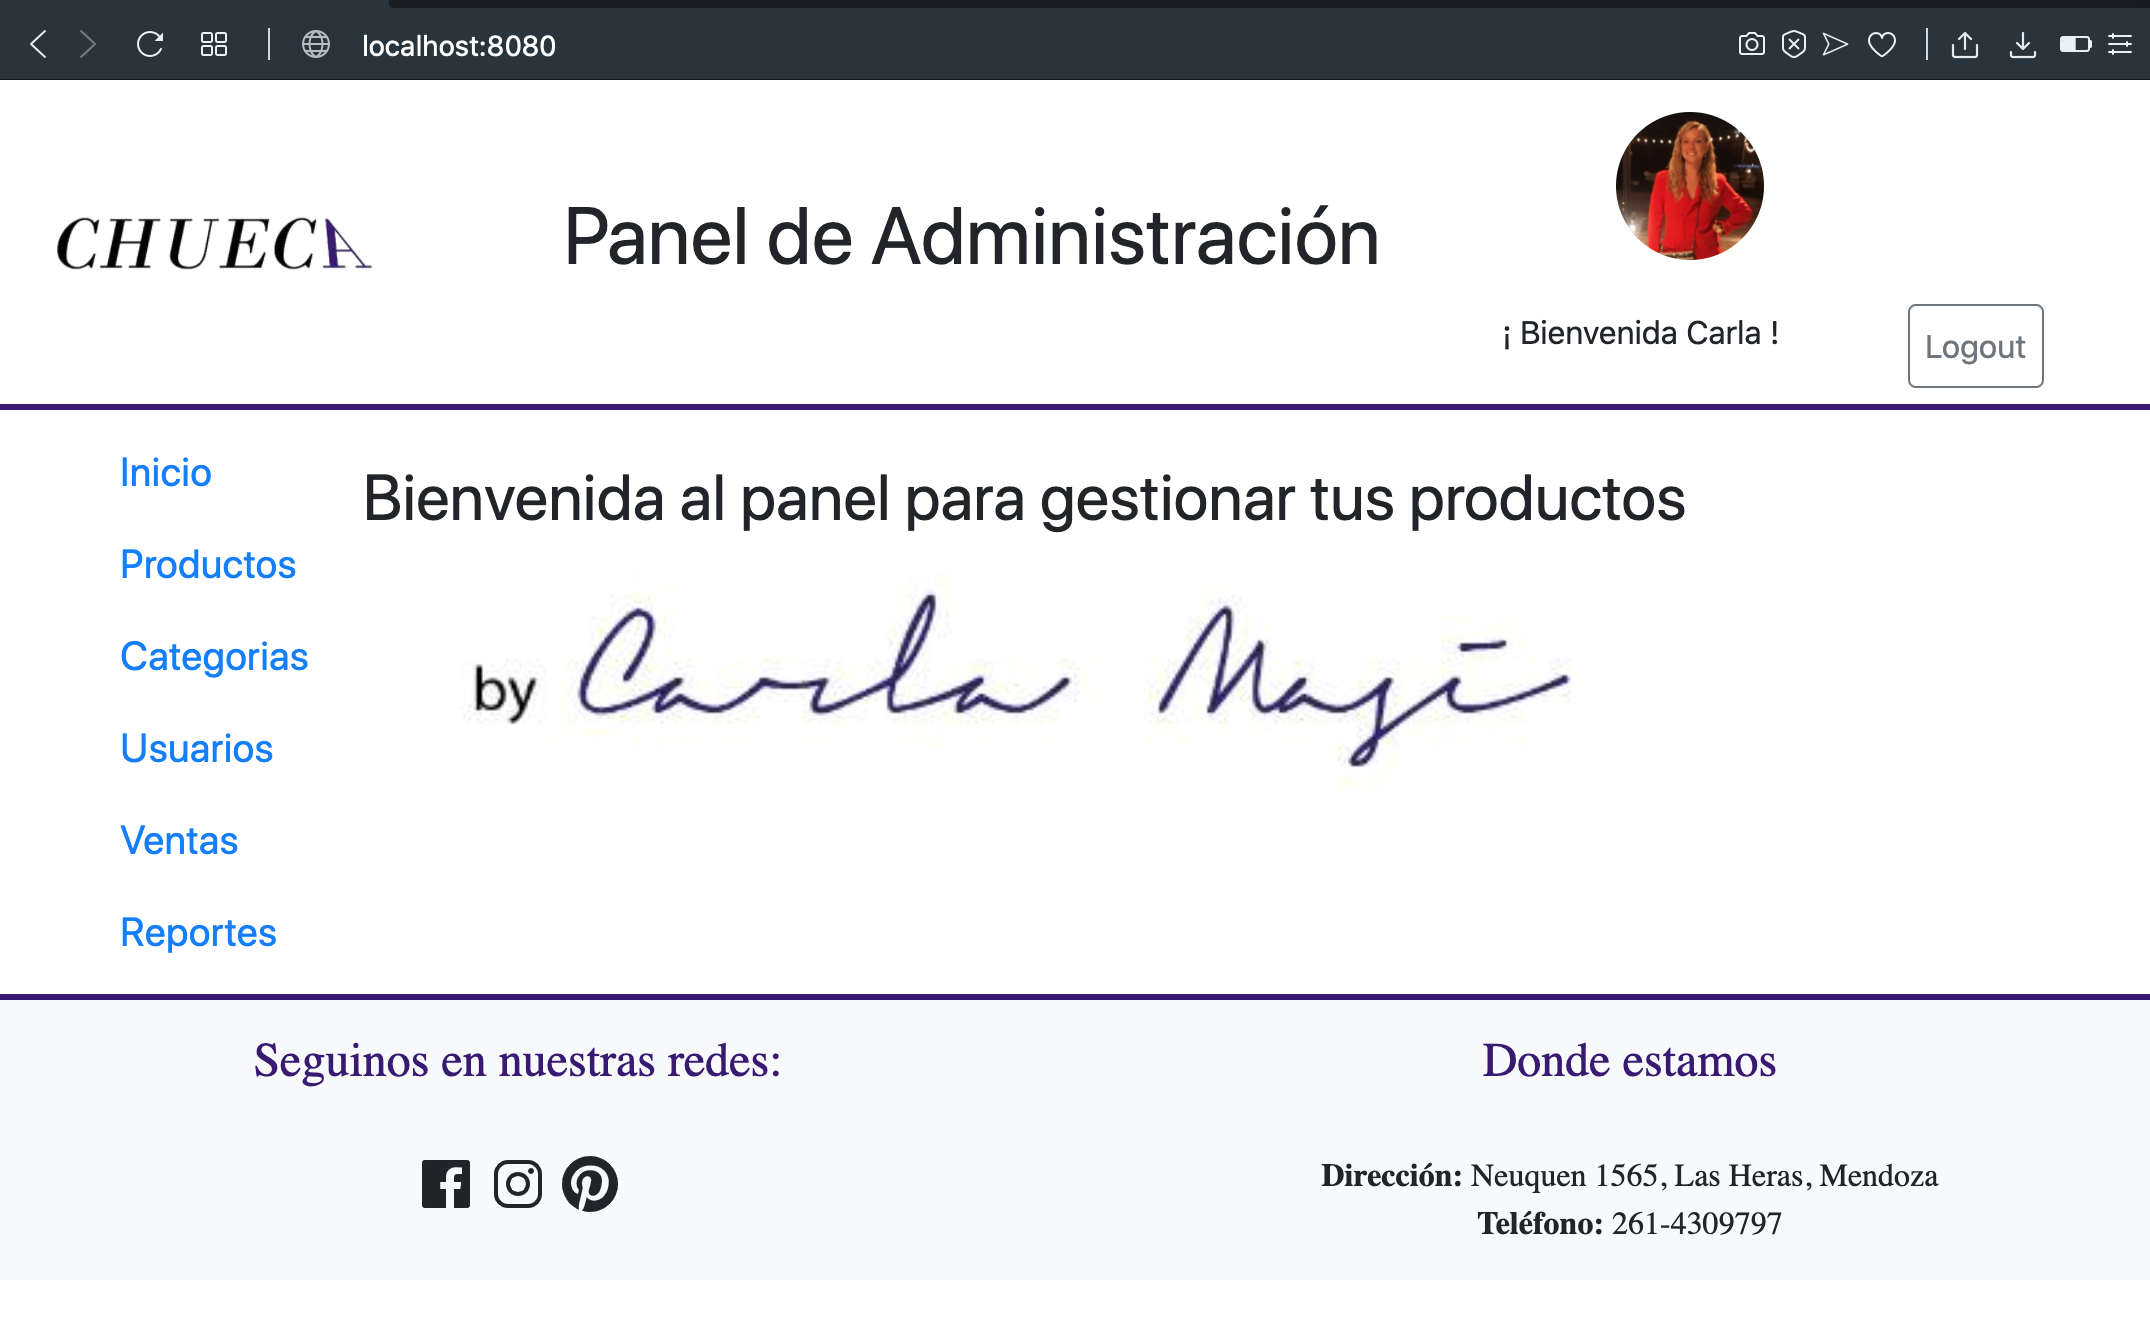 localhost:8080
CHUECA
Panel de Administración
¡ Bienvenida Carla !
Logout
Inicio
Productos
Categorias
Usuarios
Ventas
Reportes
Bienvenida al panel para gestionar tus productos
by Carla Masi
Seguinos en nuestras redes:
Donde estamos
Dirección: Neuquen 1565, Las Heras, Mendoza
Teléfono: 261-4309797